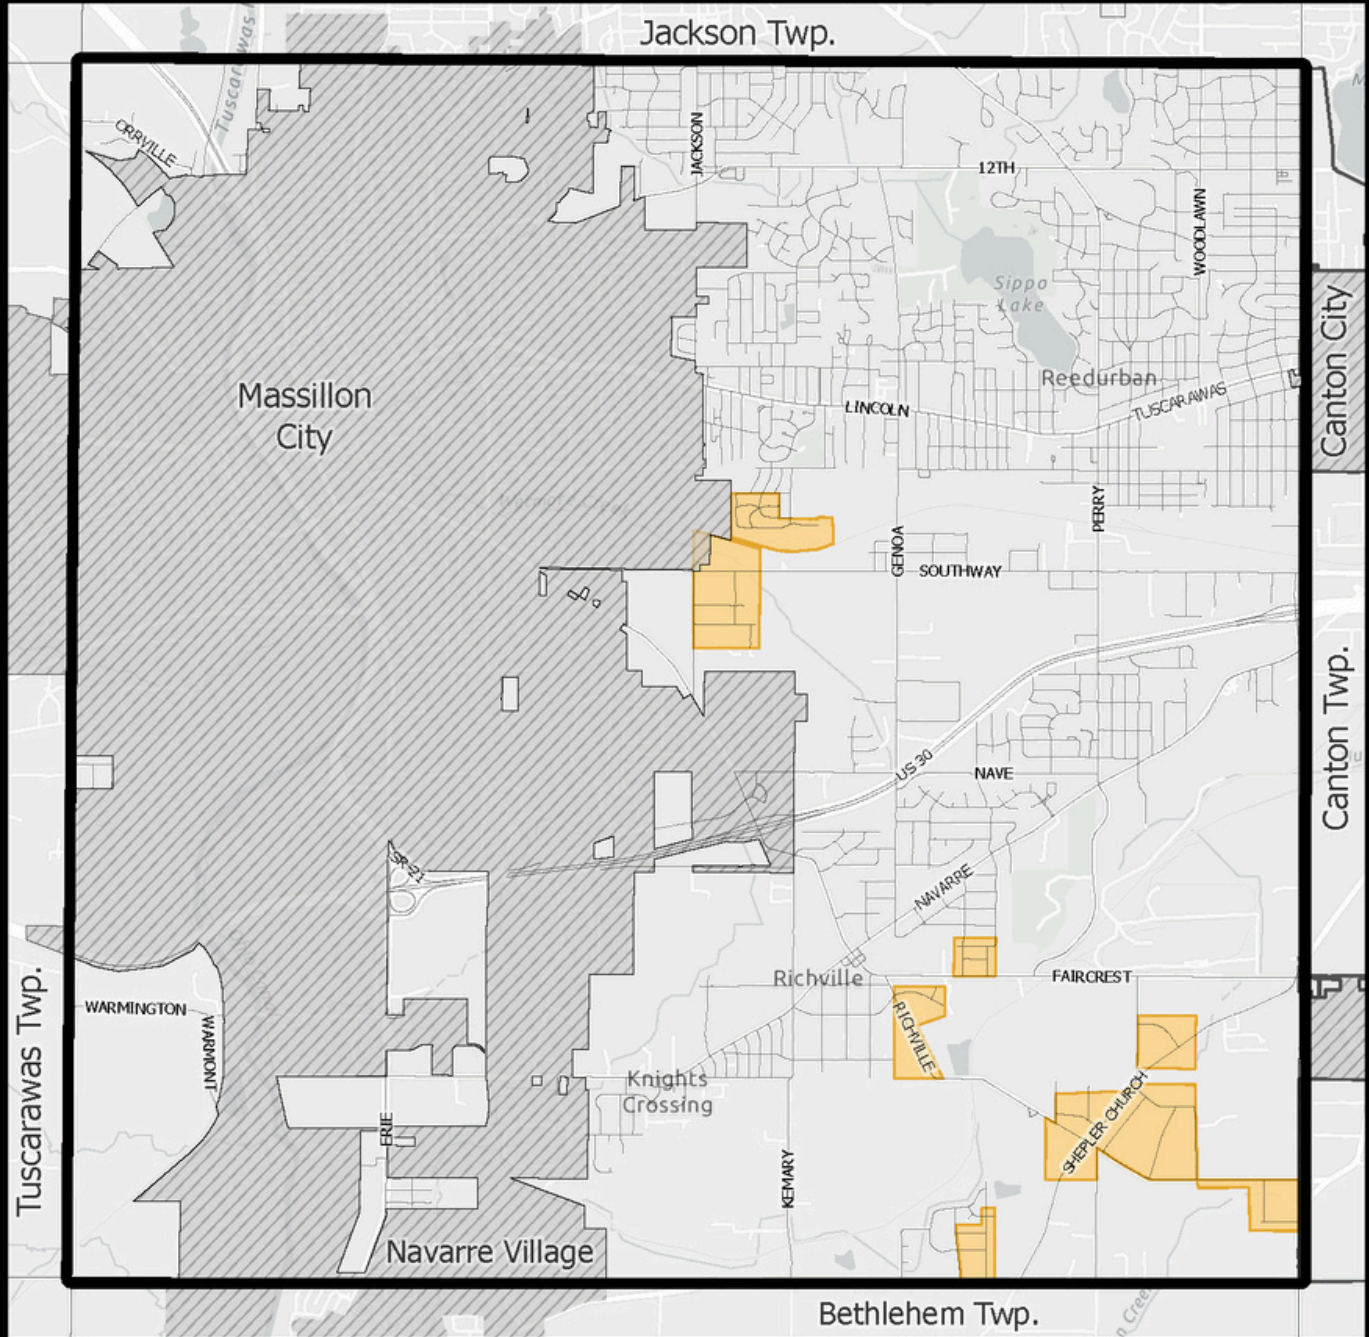 Jackson Twp.
Tuscarawas
ORRVILLE
JACKSON
12TH
WOODLAWN
Sippo
Lake
Canton City
Massillon
City
Reedurban
LINCOLN
TUSCARAWAS
PERRY
GENOA
SOUTHWAY
US 30
NAVE
Canton Twp.
SR-21
NAVARRE
Richville
FAIRCREST
Tuscarawas Twp.
WARMINGTON
WARMONT
RICHVILLE
Knights
Crossing
SHEPLER CHURCH
ERIE
KEMARY
Navarre Village
Bethlehem Twp.